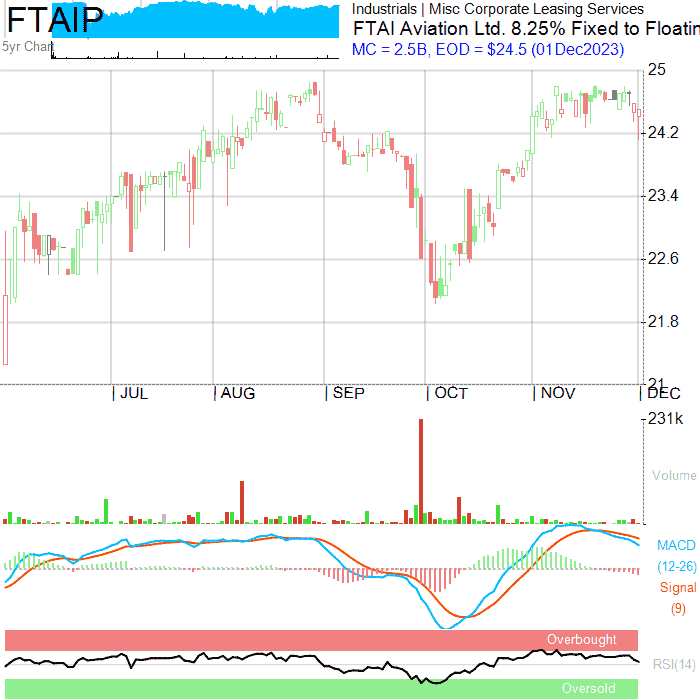 FTAIP
5yr Chart
Industrials | Misc Corporate Leasing Services
FTAI Aviation Ltd. 8.25% Fixed to Floatin
MC = 2.5B, EOD = $24.5 (01Dec2023)
25
24.2
23.4
22.6
21.8
21
| JUL | AUG | SEP | OCT | NOV | DEC
231k
Volume
MACD
(12-26)
Signal
(9)
Overbought
RSI(14)
Oversold